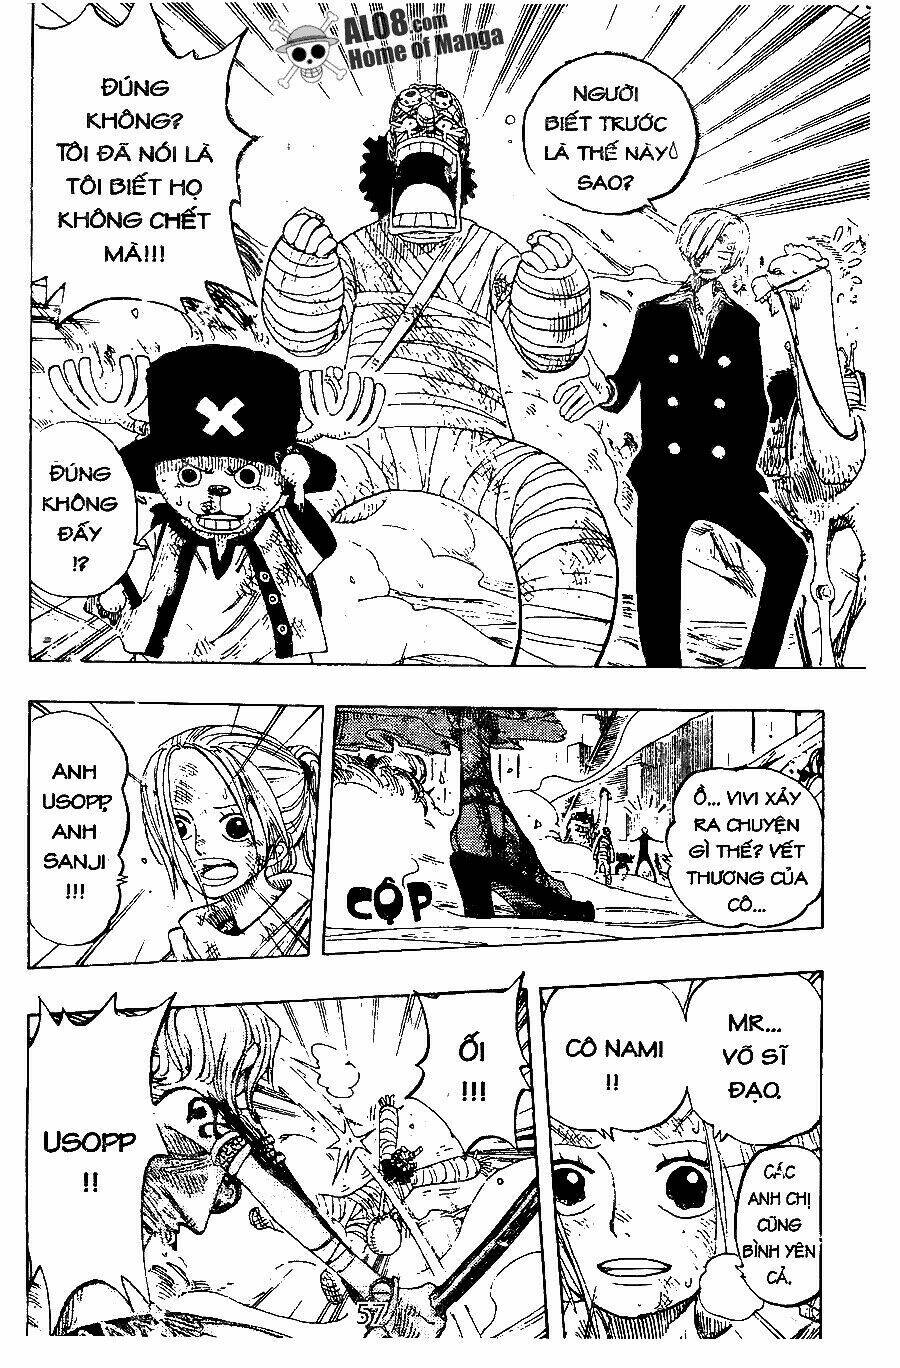 AL08.com
Home of Manga
NGƯỜI
BIẾT TRƯỚC
LÀ THẾ NÀY
SAO?
ĐÚNG
KHÔNG?
TÔI ĐÃ NÓI LÀ
TÔI BIẾT HỌ
KHÔNG CHẾT
MÀ!!!
ĐÚNG
KHÔNG
ĐẤY
!?
ANH
USOPP,
ANH
SANJI
!!!
Ồ... VIVI XẢY
RA CHUYỆN
GÌ THẾ? VẾT
THƯƠNG CỦA
CÔ...
CỘP
ỐI
!!!
USOPP
!!
57
MR...
VÕ SĨ
ĐẠO.
CÔ NAMI
!!
CÁC
ANH CHỊ
CŨNG
BÌNH YÊN
CẢ.